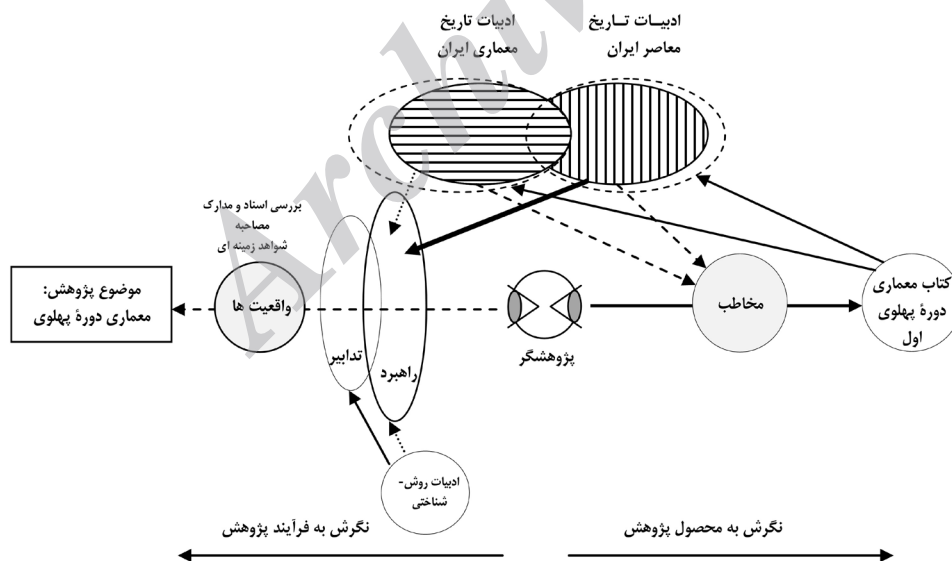 ادبیات تاریخ
معاصر ایران
ادبیات تاریخ
معماری ایران
بررسی اسناد و مدارک
مصاحبه
شواهد زمینه ای
کتاب معماری
دورهٔ پهلوی
اول
مخاطب
پژوهشگر
راهبرد
تدابیر
واقعیت ها
موضوع پژوهش:
معماری دورهٔ پهلوی
ادبیات روش-
شناختی
نگرش به محصول پژوهش
نگرش به فرآیند پژوهش